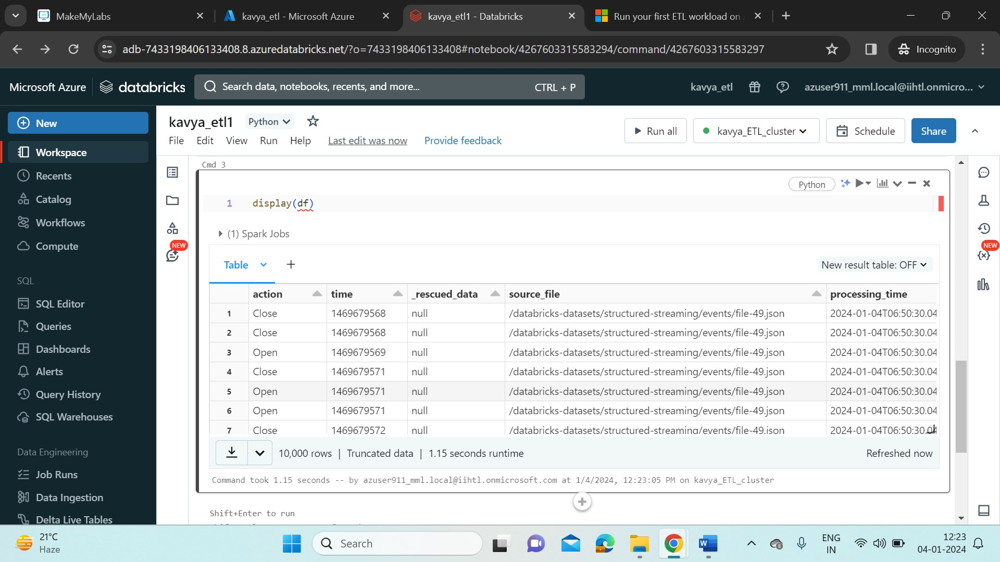 MakeMyLabs
kavya_etl - Microsoft Azure
kavya_etl1 - Databricks
Run your first ETL workload on
adb-7433198406133408.8.azuredatabricks.net/?o=7433198406133408#notebook/4267603315583294/command/4267603315583297
Incognito
Microsoft Azure
databricks
Search data, notebooks, recents, and more...
CTRL + P
kavya_etl
azuser911_mml.local@iihtl.onmicro...
New
Workspace
Recents
Catalog
Workflows
Compute
SQL
SQL Editor
Queries
Dashboards
Alerts
Query History
SQL Warehouses
Data Engineering
Job Runs
Data Ingestion
Delta Live Tables
kavya_etl1
Python
File Edit View Run Help Last edit was now Provide feedback
Run all
kavya_ETL_cluster
Schedule
Share
NEW
NEW
Cmd 3
Python
1 display(df)
(1) Spark Jobs
Table
New result table: OFF
action time _rescued_data source_file processing_time
1 Close 1469679568 null /databricks-datasets/structured-streaming/events/file-49.json 2024-01-04T06:50:30.04
2 Close 1469679568 null /databricks-datasets/structured-streaming/events/file-49.json 2024-01-04T06:50:30.04
3 Open 1469679569 null /databricks-datasets/structured-streaming/events/file-49.json 2024-01-04T06:50:30.04
4 Close 1469679571 null /databricks-datasets/structured-streaming/events/file-49.json 2024-01-04T06:50:30.04
5 Open 1469679571 null /databricks-datasets/structured-streaming/events/file-49.json 2024-01-04T06:50:30.04
6 Open 1469679571 null /databricks-datasets/structured-streaming/events/file-49.json 2024-01-04T06:50:30.04
7 Close 1469679572 null /databricks-datasets/structured-streaming/events/file-49.json 2024-01-04T06:50:30.04
10,000 rows | Truncated data | 1.15 seconds runtime
Refreshed now
Command took 1.15 seconds -- by azuser911_mml.local@iihtl.onmicrosoft.com at 1/4/2024, 12:23:05 PM on kavya_ETL_cluster
Shift+Enter to run
21°C
Haze
Search
W
ENG
IN
12:23
04-01-2024